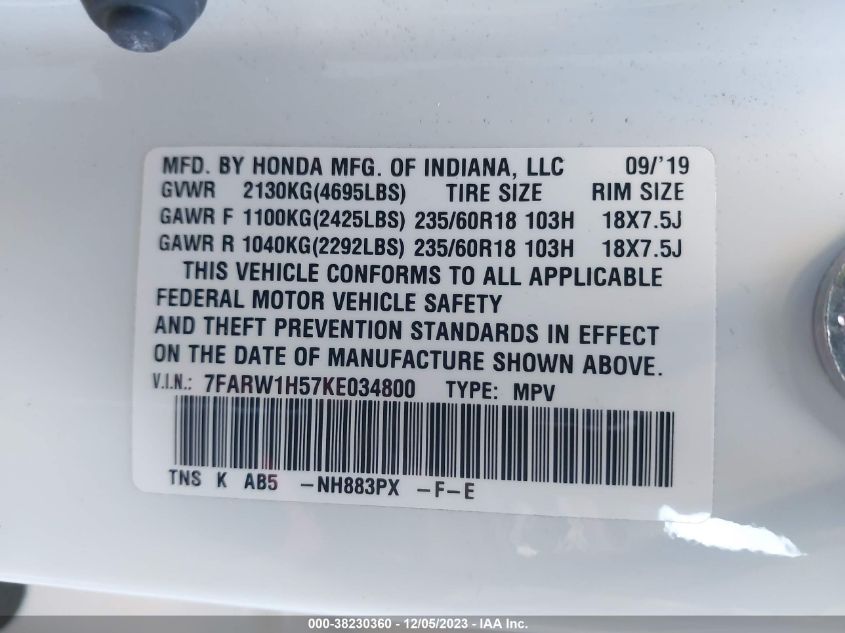 MFD. BY HONDA MFG. OF INDIANA, LLC 09/'19
GVWR 2130KG(4695LBS) TIRE SIZE RIM SIZE
GAWR F 1100KG(2425LBS) 235/60R18 103H 18X7.5J
GAWR R 1040KG(2292LBS) 235/60R18 103H 18X7.5J
THIS VEHICLE CONFORMS TO ALL APPLICABLE
FEDERAL MOTOR VEHICLE SAFETY
AND THEFT PREVENTION STANDARDS IN EFFECT
ON THE DATE OF MANUFACTURE SHOWN ABOVE.
V.I.N.: 7FARW1H57KE034800 TYPE: MPV
TNS K AB5 -NH883PX -F-E
000-38230360 - 12/05/2023 - IAA Inc.